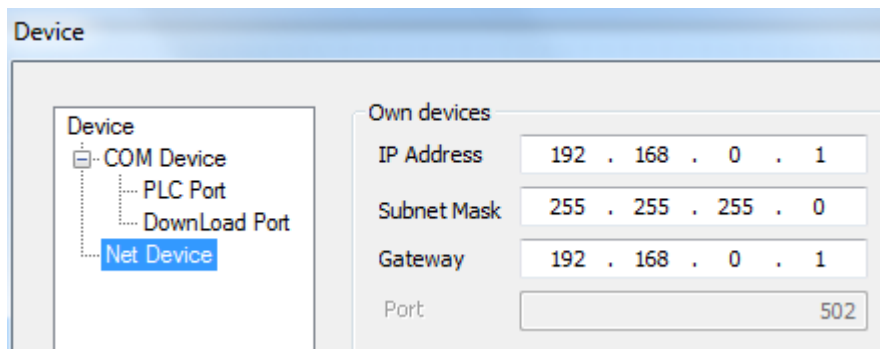 Device
Device
COM Device
PLC Port
DownLoad Port
Net Device
Own devices
IP Address 192 . 168 . 0 . 1
Subnet Mask 255 . 255 . 255 . 0
Gateway 192 . 168 . 0 . 1
Port 502